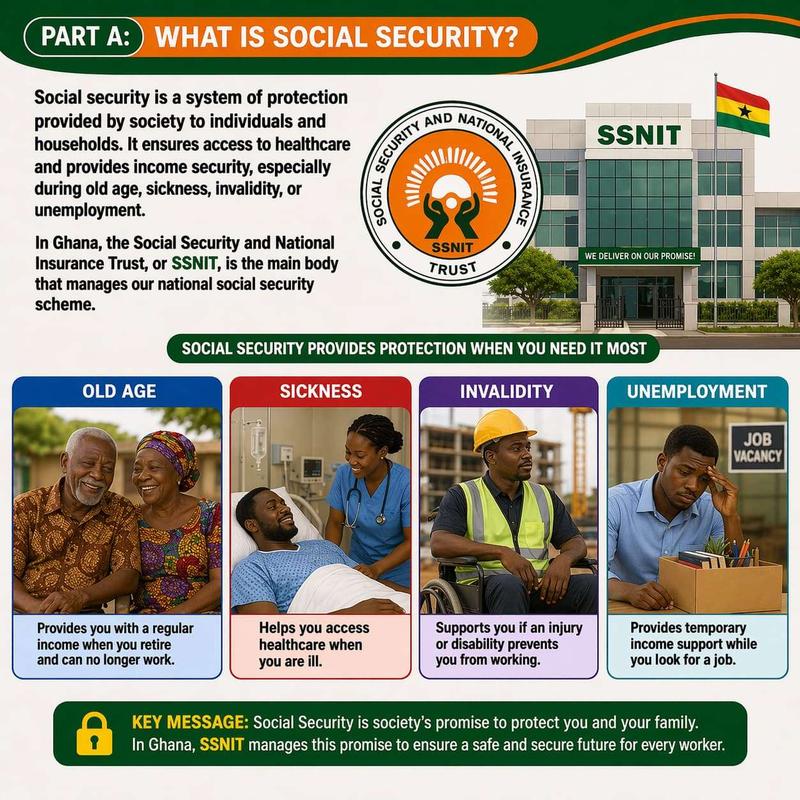 PART A: WHAT IS SOCIAL SECURITY?
Social security is a system of protection
provided by society to individuals and
households. It ensures access to healthcare
and provides income security, especially
during old age, sickness, invalidity, or
unemployment.
In Ghana, the Social Security and National
Insurance Trust, or SSNIT, is the main body
that manages our national social security
scheme.
SOCIAL SECURITY AND NATIONAL INSURANCE
SSNIT
TRUST
SSNIT
WE DELIVER ON OUR PROMISE!
SOCIAL SECURITY PROVIDES PROTECTION WHEN YOU NEED IT MOST
OLD AGE
Provides you with a regular
income when you retire
and can no longer work.
SICKNESS
Helps you access
healthcare when
you are ill.
INVALIDITY
Supports you if an injury
or disability prevents
you from working.
UNEMPLOYMENT
JOB
VACANCY
Provides temporary
income support while
you look for a job.
KEY MESSAGE: Social Security is society's promise to protect you and your family.
In Ghana, SSNIT manages this promise to ensure a safe and secure future for every worker.